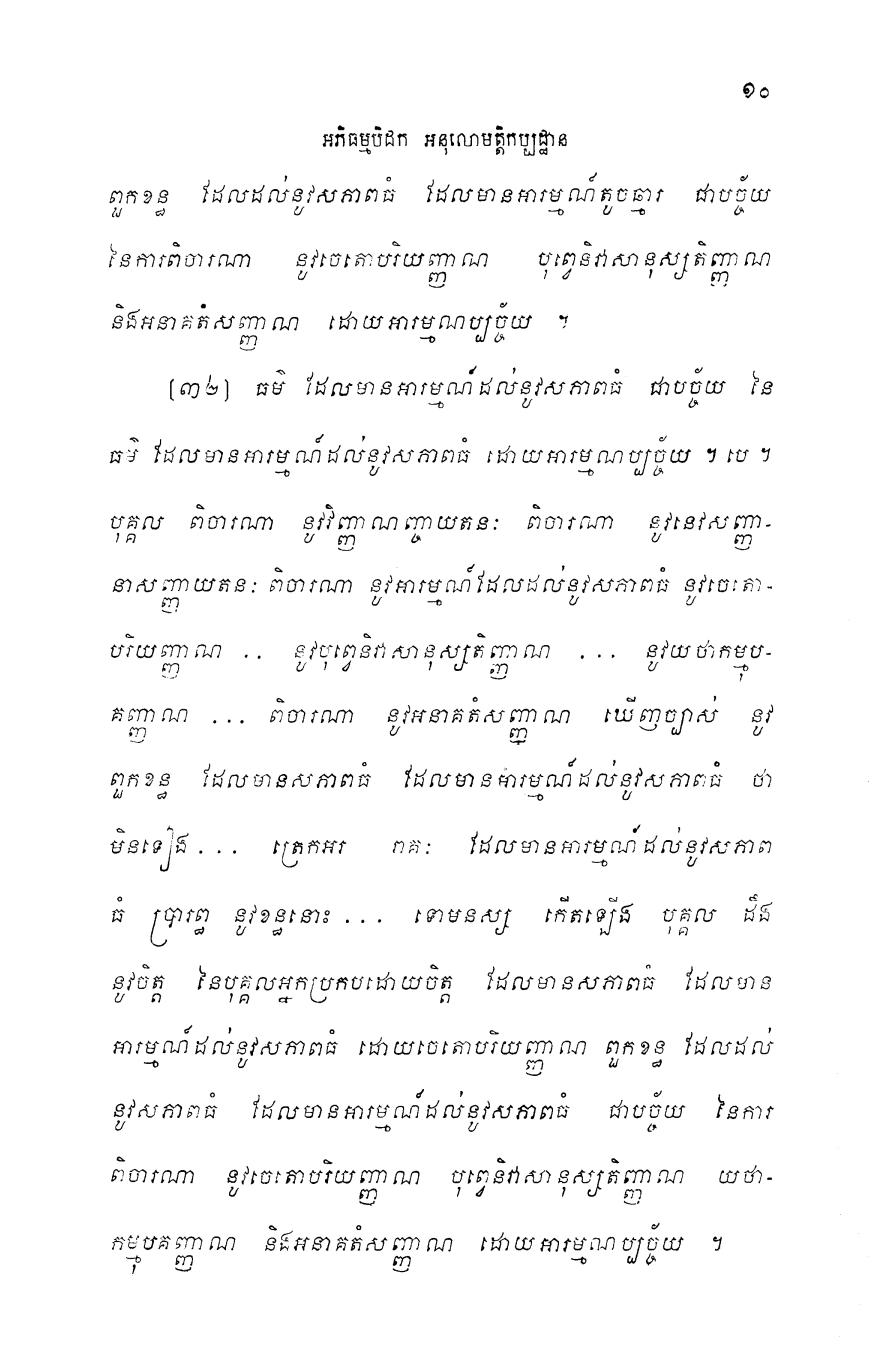 ១០
អភិធម្មបិដក អនុលោមត្តិកប្បដ្ឋាន
ពួកខន្ធ ដែលដល់នូវសភាពធំ ដែលមានអារម្មណ៍តូចឆ្មារ ជាបច្ច័យ
នៃការពិចារណា នូវចេតោបរិយញ្ញាណ បុព្វេនិវាសានុស្សតិញ្ញាណ
និងអនាគតំសញ្ញាណ ដោយអារម្មណប្បច្ច័យ ។
[៣២] ធម៌ ដែលមានអារម្មណ៍ដល់នូវសភាពធំ ជាបច្ច័យ នៃ
ធម៌ ដែលមានអារម្មណ៍ដល់នូវសភាពធំ ដោយអារម្មណប្បច្ច័យ ។ បេ ។
បុគ្គល ពិចារណា នូវវិញ្ញាណញ្ចាយតនៈ ពិចារណា នូវនេវសញ្ញា-
នាសញ្ញាយតនៈ ពិចារណា នូវអារម្មណ៍ដែលដល់នូវសភាពធំ នូវចេតោ-
បរិយញ្ញាណ .. នូវបុព្វេនិវាសានុស្សតិញ្ញាណ ... នូវយថាកម្មុប-
គញ្ញាណ ... ពិចារណា នូវអនាគតំសញ្ញាណ ឃើញច្បាស់ នូវ
ពួកខន្ធ ដែលមានសភាពធំ ដែលមានអារម្មណ៍ដល់នូវសភាពធំ ថា
មិនទៀង ... ត្រេកអរ រាគៈ ដែលមានអារម្មណ៍ដល់នូវសភាព
ធំ ប្រារព្ធ នូវខន្ធនោះ ... ទោមនស្ស កើតឡើង បុគ្គល ដឹង
នូវចិត្ត នៃបុគ្គលអ្នកប្រកបដោយចិត្ត ដែលមានសភាពធំ ដែលមាន
អារម្មណ៍ដល់នូវសភាពធំ ដោយចេតោបរិយញ្ញាណ ពួកខន្ធ ដែលដល់
នូវសភាពធំ ដែលមានអារម្មណ៍ដល់នូវសភាពធំ ជាបច្ច័យ នៃការ
ពិចារណា នូវចេតោបរិយញ្ញាណ បុព្វេនិវាសានុស្សតិញ្ញាណ យថា-
កម្មុបគញ្ញាណ និងអនាគតំសញ្ញាណ ដោយអារម្មណប្បច្ច័យ ។